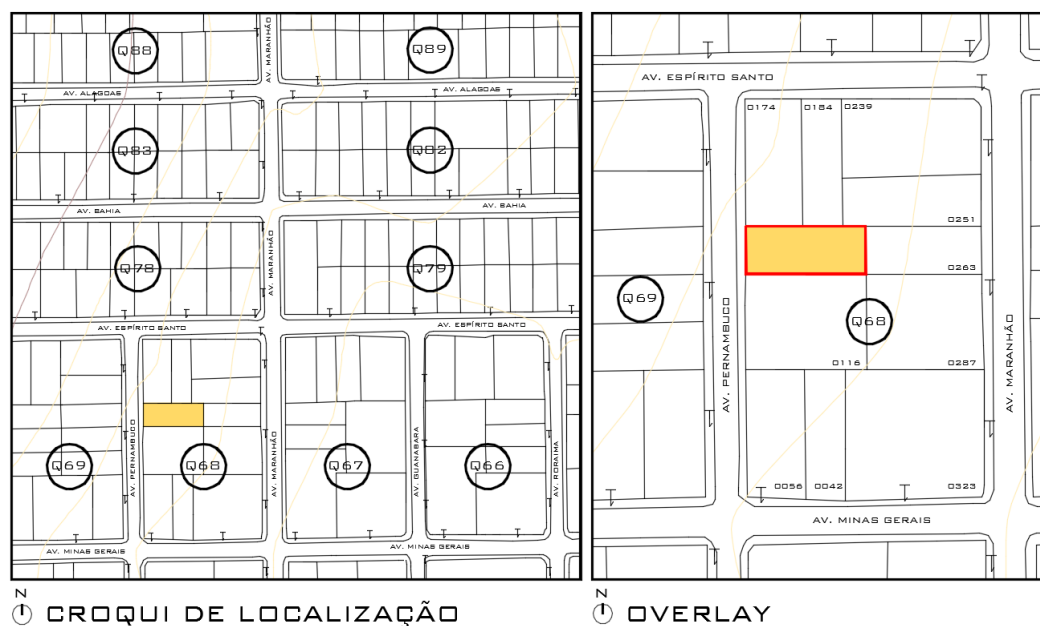 Q88
Q89
AV. MARANHÃO
AV. ALAGOAS
AV. ALAGOAS
Q83
Q82
AV. BAHIA
AV. BAHIA
Q78
Q79
AV. MARANHÃO
AV. ESPÍRITO SANTO
AV. ESPÍRITO SANTO
Q69
AV. PERNAMBUCO
Q68
AV. MARANHÃO
Q67
AV. GUANABARA
Q66
AV. RORAIMA
AV. MINAS GERAIS
AV. MINAS GERAIS
N
CROQUI DE LOCALIZAÇÃO
AV. ESPÍRITO SANTO
0174
0184
0239
0251
0263
Q69
Q68
AV. PERNAMBUCO
AV. MARANHÃO
0116
0287
0056
0042
0323
AV. MINAS GERAIS
N
OVERLAY